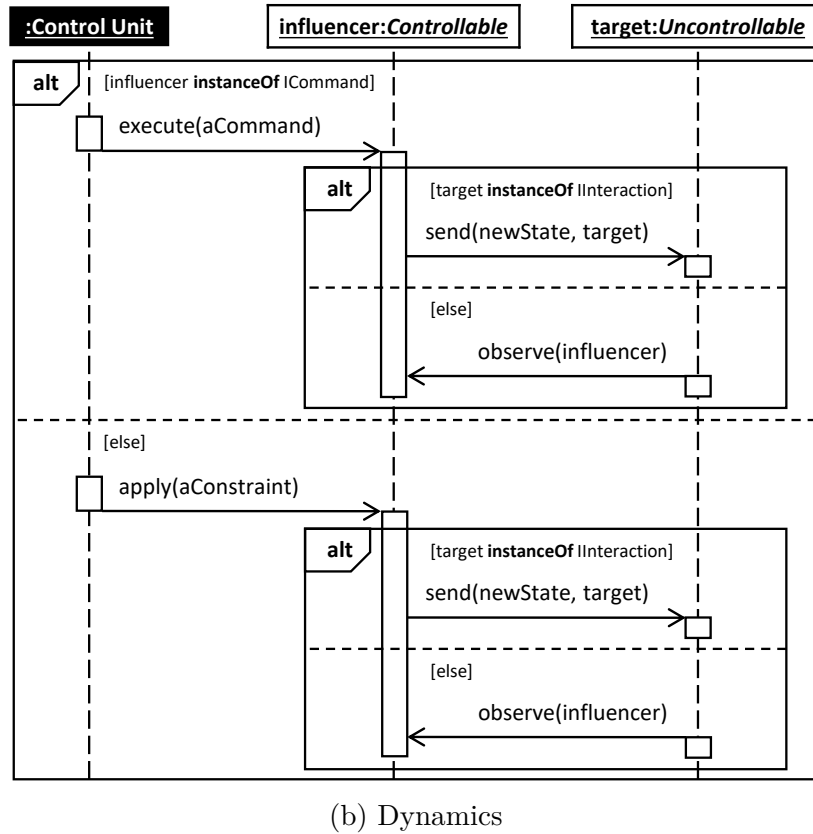 :Control Unit influencer:Controllable target:Uncontrollable
alt [influencer instanceOf ICommand]
execute(aCommand)
alt [target instanceOf IInteraction]
send(newState, target)
[else]
observe(influencer)
[else]
apply(aConstraint)
alt [target instanceOf IInteraction]
send(newState, target)
[else]
observe(influencer)
(b) Dynamics